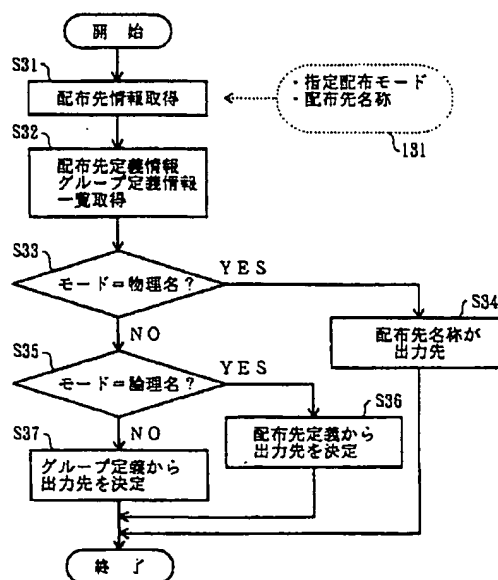 開 始
S31
配布先情報取得
・指定配布モード
・配布先名称
131
S32
配布先定義情報
グループ定義情報
一覧取得
S33
モード＝物理名？
YES
NO
S34
配布先名称が
出力先
S35
モード＝論理名？
YES
NO
S36
配布先定義から
出力先を決定
S37
グループ定義から
出力先を決定
終 了